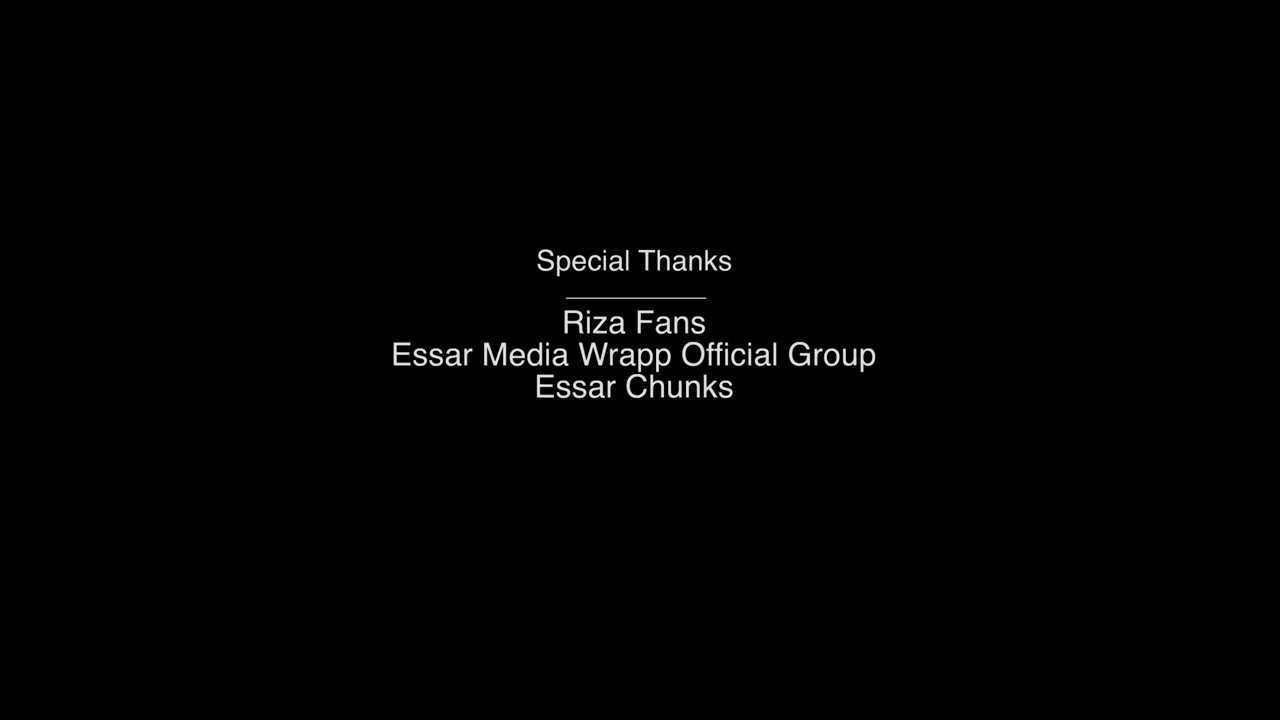 Special Thanks
Riza Fans
Essar Media Wrapp Official Group
Essar Chunks